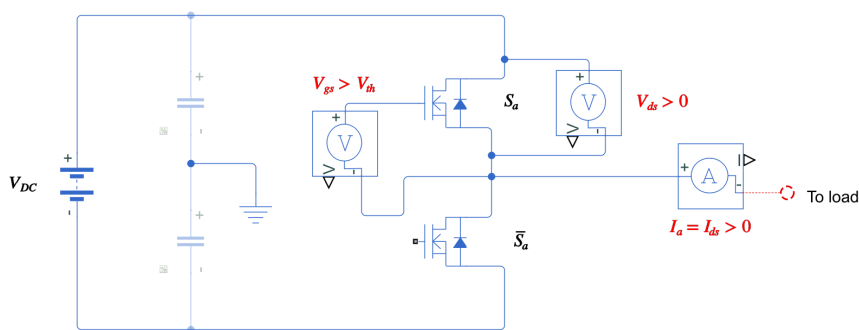 V_gs > V_th
S_a
V_ds > 0
V
V
V
V
V_DC
A
I
To load
I_a = I_ds > 0
S̅_a